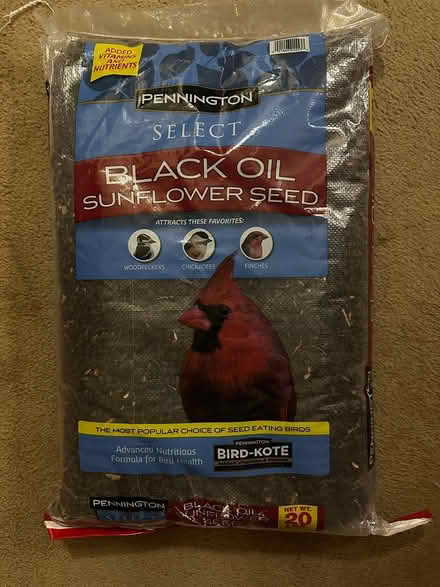 ADDED
VITAMINS
AND
NUTRIENTS
PENNINGTON
SELECT
BLACK OIL
SUNFLOWER SEED
ATTRACTS THESE FAVORITES:
WOODPECKERS CHICKADEES FINCHES
THE MOST POPULAR CHOICE OF SEED EATING BIRDS
Advanced Nutritious
Formula for Bird Health
PENNINGTON
BIRD-KOTE
PENNINGTON
BLACK OIL
SUNFLOWER
SEED
NET WT.
20